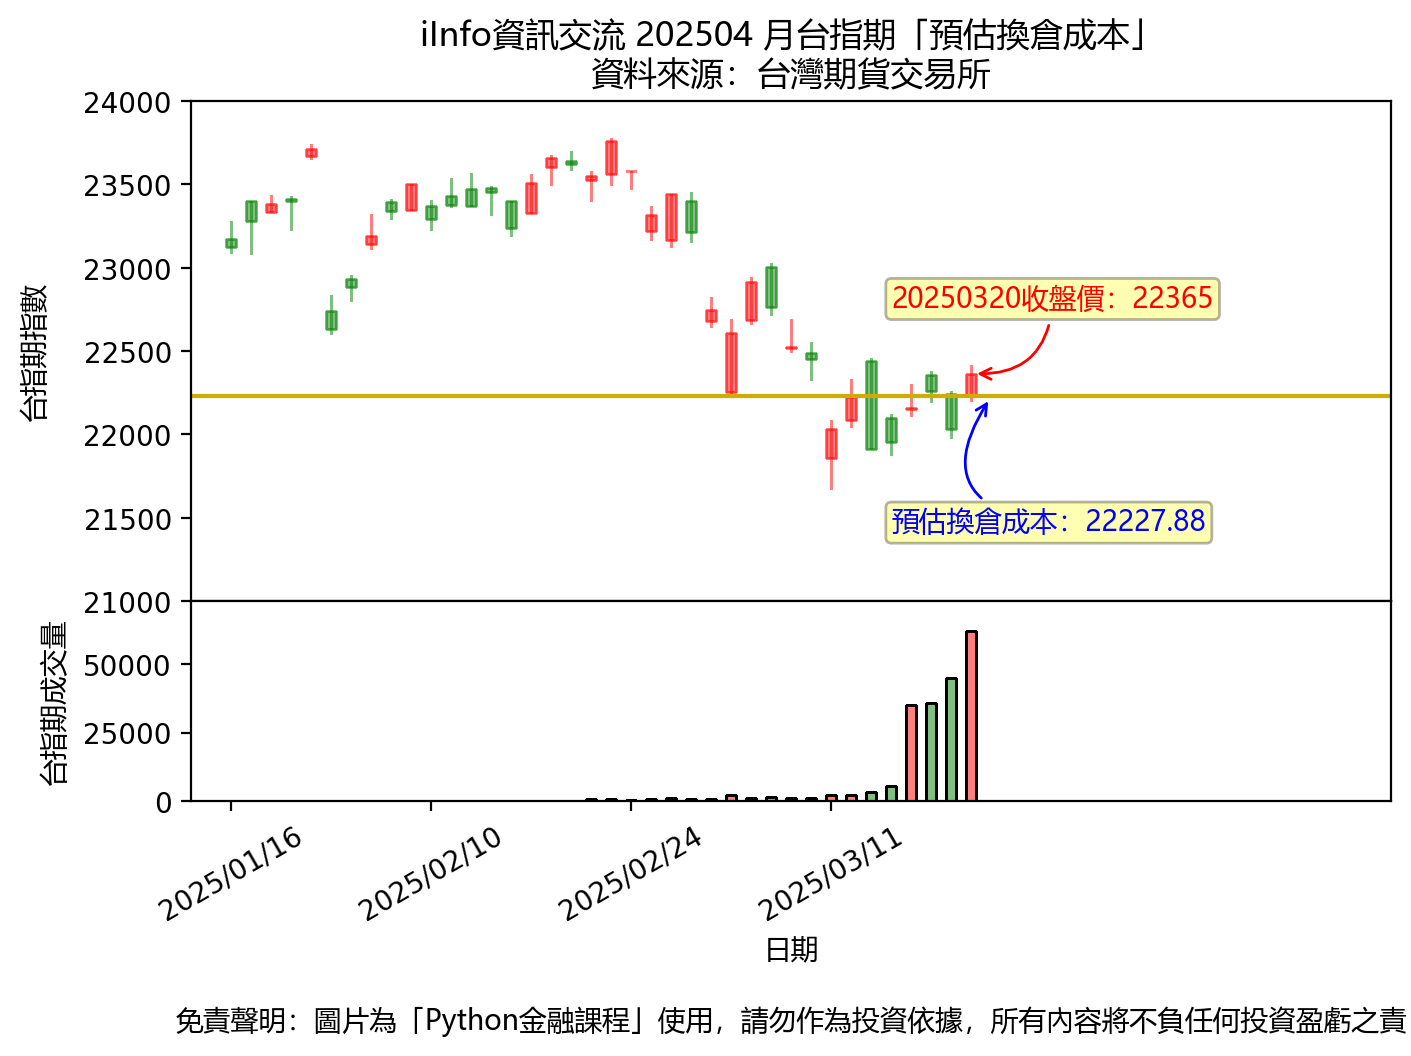 iInfo資訊交流 202504 月台指期「預估換倉成本」
資料來源：台灣期貨交易所
台指期指數
24000
23500
23000
22500
22000
21500
21000
20250320收盤價：22365
預估換倉成本：22227.88
台指期成交量
50000
25000
0
2025/01/16
2025/02/10
2025/02/24
2025/03/11
日期
免責聲明：圖片為「Python金融課程」使用，請勿作為投資依據，所有內容將不負任何投資盈虧之責